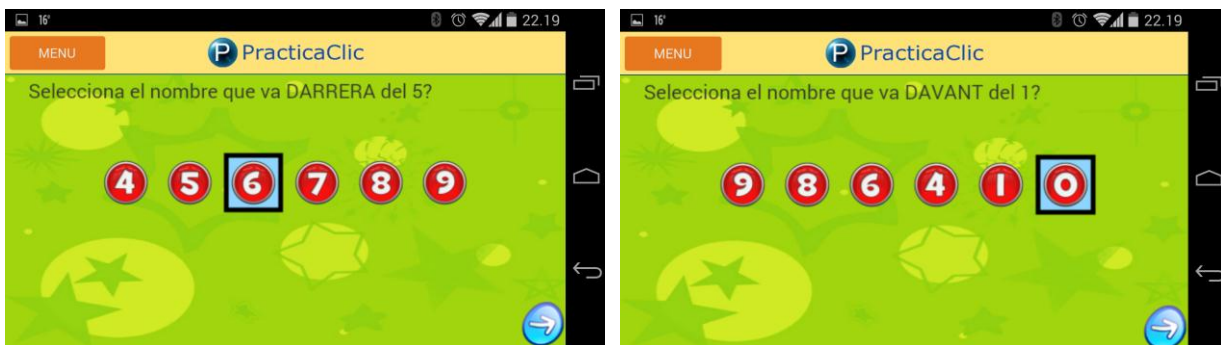 16° 22.19
MENU PracticaClic
Selecciona el nombre que va DARRERA del 5?
4 5 6 7 8 9
16° 22.19
MENU PracticaClic
Selecciona el nombre que va DAVANT del 1?
9 8 6 4 1 0